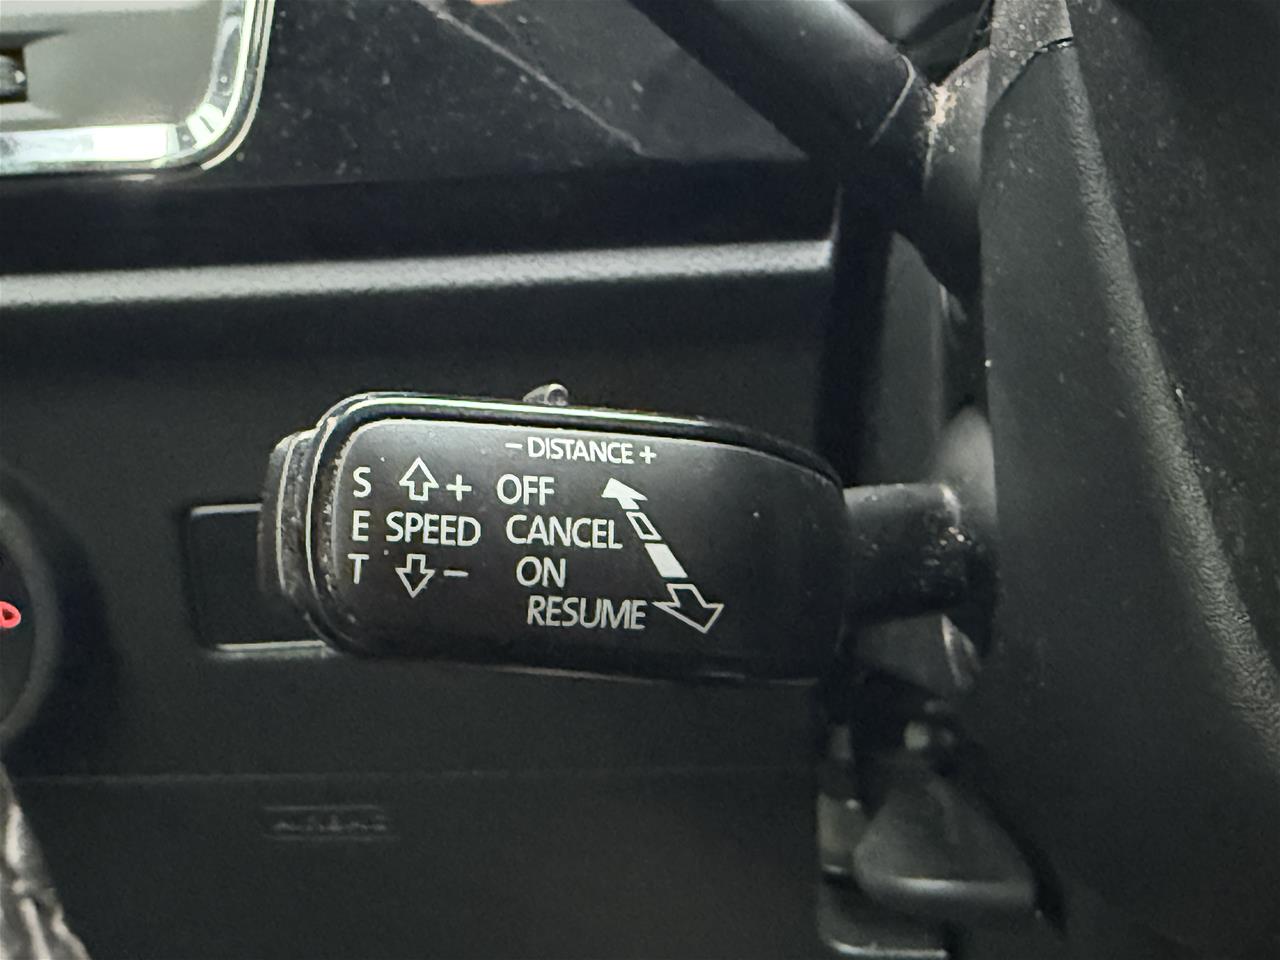 − DISTANCE +
S + OFF
E SPEED CANCEL
T − ON
RESUME